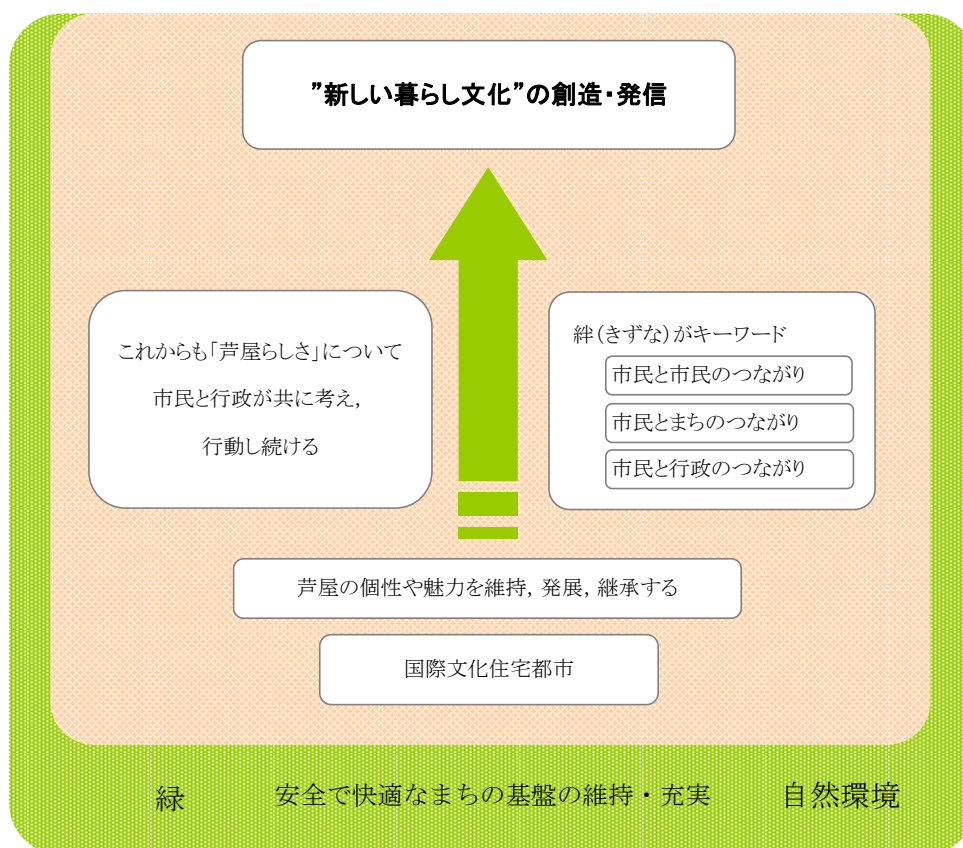 ”新しい暮らし文化”の創造・発信
これからも「芦屋らしさ」について
市民と行政が共に考え,
行動し続ける
絆(きずな)がキーワード
市民と市民のつながり
市民とまちのつながり
市民と行政のつながり
芦屋の個性や魅力を維持, 発展, 継承する
国際文化住宅都市
緑
安全で快適なまちの基盤の維持・充実
自然環境